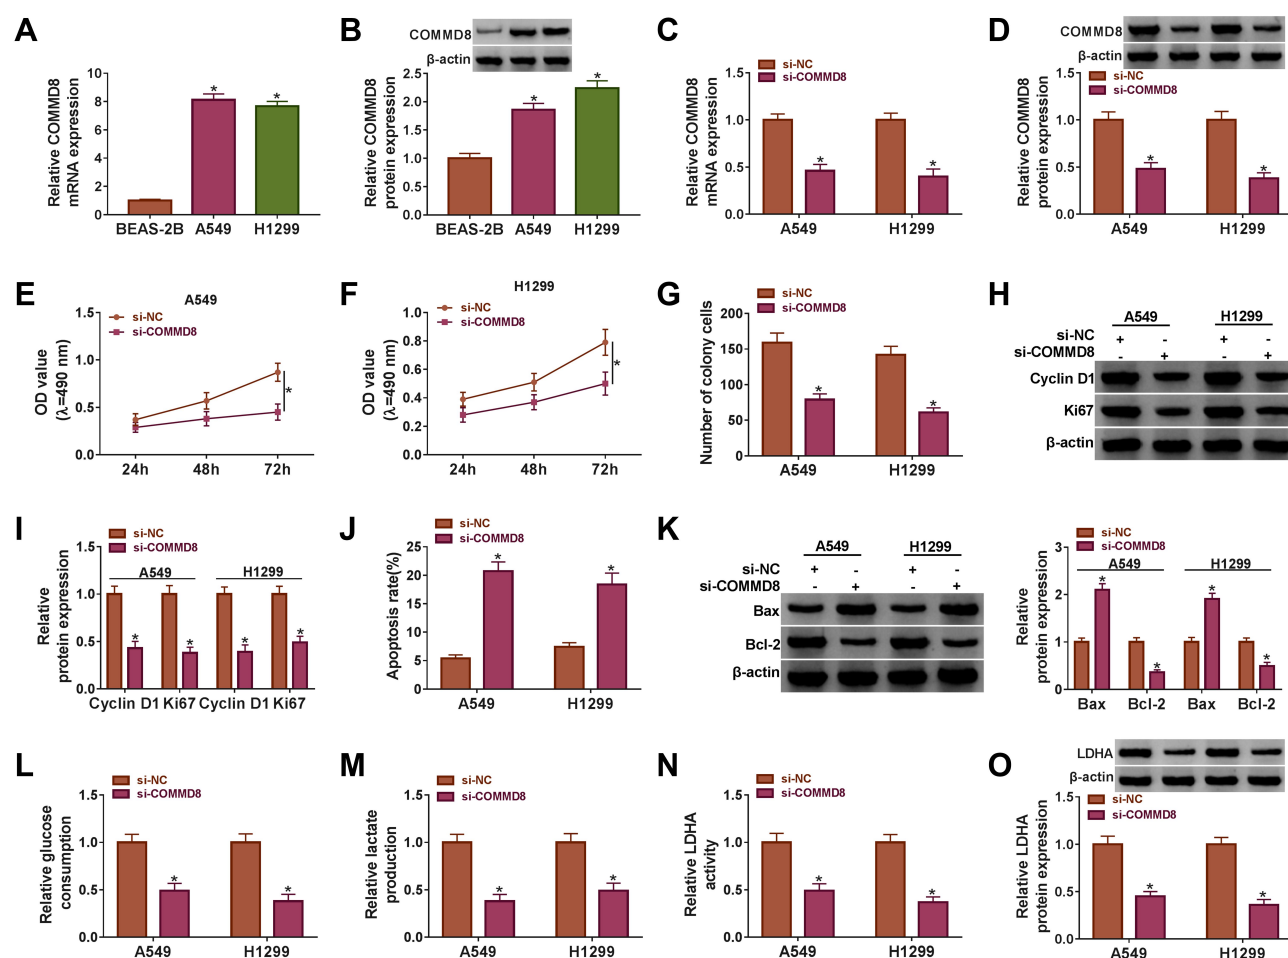 A
Relative COMMD8
mRNA expression
10
8
6
4
2
0
*
*
BEAS-2B A549 H1299
B
COMMD8
β-actin
Relative COMMD8
protein expression
2.5
2.0
1.5
1.0
0.5
0.0
*
*
BEAS-2B A549 H1299
C
si-NC
si-COMMD8
Relative COMMD8
mRNA expression
1.5
1.0
0.5
0.0
*
*
A549 H1299
D
COMMD8
β-actin
si-NC
si-COMMD8
Relative COMMD8
protein expression
1.5
1.0
0.5
0.0
*
*
A549 H1299
E
A549
si-NC
si-COMMD8
OD value
(λ=490 nm)
1.5
1.0
0.5
0.0
*
24h 48h 72h
F
H1299
si-NC
si-COMMD8
OD value
(λ=490 nm)
1.0
0.8
0.6
0.4
0.2
0.0
*
24h 48h 72h
G
si-NC
si-COMMD8
Number of colony cells
200
150
100
50
0
*
*
A549 H1299
H
A549 H1299
si-NC + - + -
si-COMMD8 - + - +
Cyclin D1
Ki67
β-actin
I
si-NC
si-COMMD8
Relative
protein expression
1.5
1.0
0.5
0.0
A549 H1299
* * * *
Cyclin D1 Ki67 Cyclin D1 Ki67
J
si-NC
si-COMMD8
Apoptosis rate(%)
25
20
15
10
5
0
*
*
A549 H1299
K
A549 H1299
si-NC + - + -
si-COMMD8 - + - +
Bax
Bcl-2
β-actin
si-NC
si-COMMD8
Relative
protein expression
3
2
1
0
A549 H1299
* * * *
Bax Bcl-2 Bax Bcl-2
L
si-NC
si-COMMD8
Relative glucose
consumption
1.5
1.0
0.5
0.0
*
*
A549 H1299
M
si-NC
si-COMMD8
Relative lactate
production
1.5
1.0
0.5
0.0
*
*
A549 H1299
N
si-NC
si-COMMD8
Relative LDHA
activity
1.5
1.0
0.5
0.0
*
*
A549 H1299
O
LDHA
β-actin
si-NC
si-COMMD8
Relative LDHA
protein expression
1.5
1.0
0.5
0.0
*
*
A549 H1299